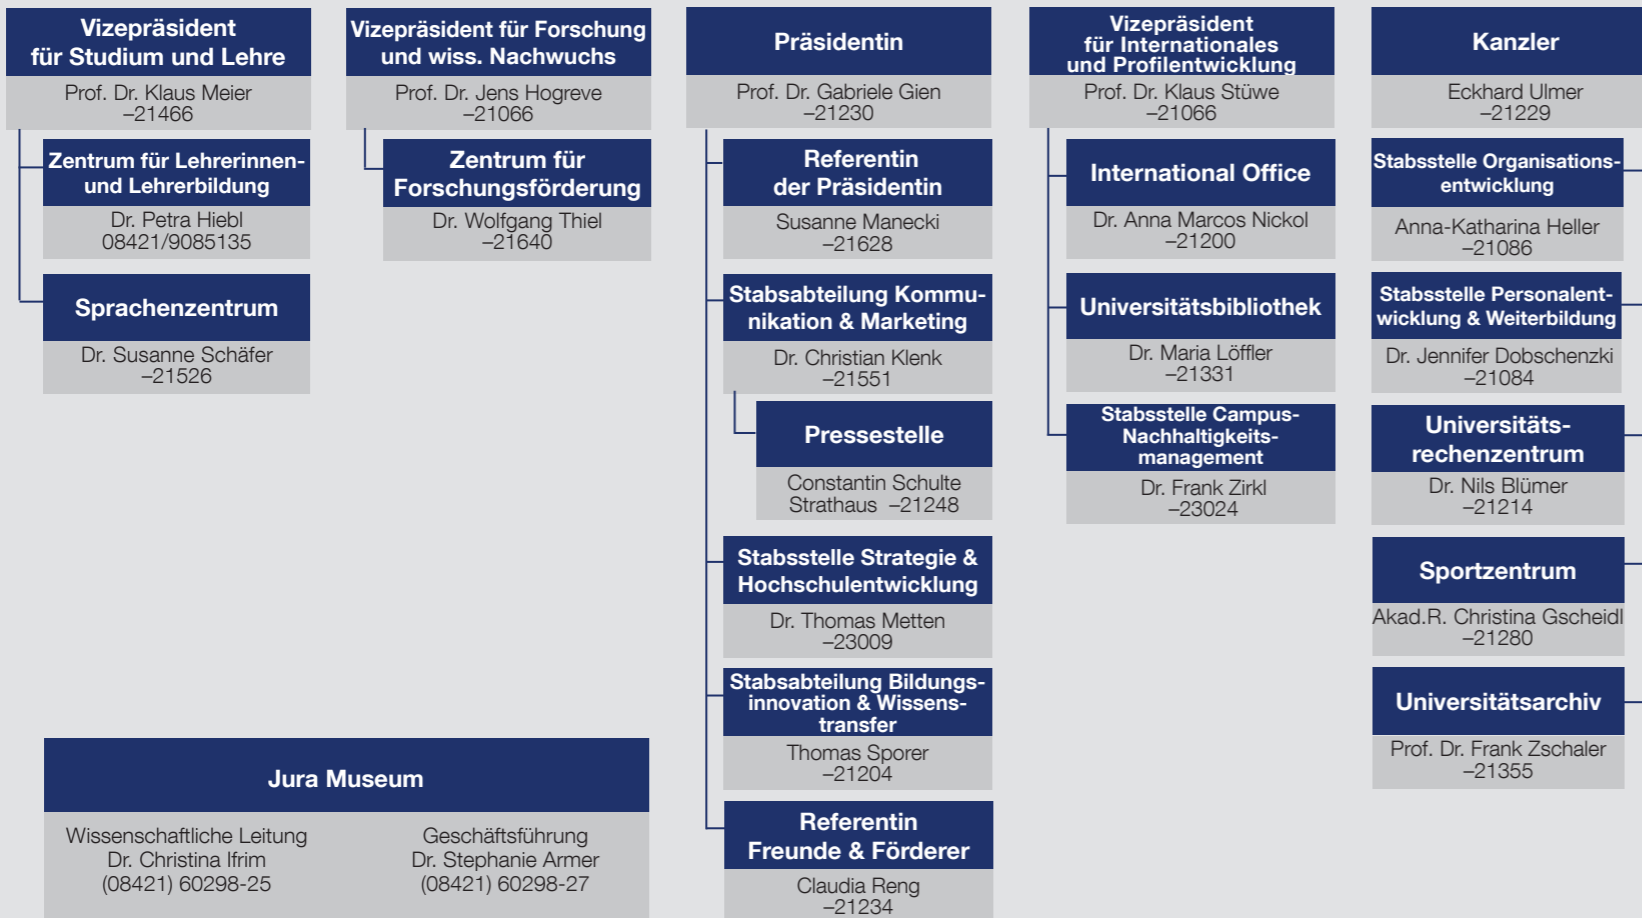 Vizepräsident
für Studium und Lehre
Prof. Dr. Klaus Meier
–21466
Zentrum für Lehrerinnen-
und Lehrerbildung
Dr. Petra Hiebl
08421/9085135
Sprachenzentrum
Dr. Susanne Schäfer
–21526
Vizepräsident für Forschung
und wiss. Nachwuchs
Prof. Dr. Jens Hogreve
–21066
Zentrum für
Forschungsförderung
Dr. Wolfgang Thiel
–21640
Präsidentin
Prof. Dr. Gabriele Gien
–21230
Referentin
der Präsidentin
Susanne Manecki
–21628
Stabsabteilung Kommu-
nikation & Marketing
Dr. Christian Klenk
–21551
Pressestelle
Constantin Schulte
Strathaus –21248
Stabsstelle Strategie &
Hochschulentwicklung
Dr. Thomas Metten
–23009
Stabsabteilung Bildungs-
innovation & Wissens-
transfer
Thomas Sporer
–21204
Referentin
Freunde & Förderer
Claudia Reng
–21234
Vizepräsident
für Internationales
und Profilentwicklung
Prof. Dr. Klaus Stüwe
–21066
International Office
Dr. Anna Marcos Nickol
–21200
Universitätsbibliothek
Dr. Maria Löffler
–21331
Stabsstelle Campus-
Nachhaltigkeits-
management
Dr. Frank Zirkl
–23024
Kanzler
Eckhard Ulmer
–21229
Stabsstelle Organisations-
entwicklung
Anna-Katharina Heller
–21086
Stabsstelle Personalent-
wicklung & Weiterbildung
Dr. Jennifer Dobschenzki
–21084
Universitäts-
rechenzentrum
Dr. Nils Blümer
–21214
Sportzentrum
Akad.R. Christina Gscheidl
–21280
Universitätsarchiv
Prof. Dr. Frank Zschaler
–21355
Jura Museum
Wissenschaftliche Leitung
Dr. Christina Ifrim
(08421) 60298-25
Geschäftsführung
Dr. Stephanie Armer
(08421) 60298-27